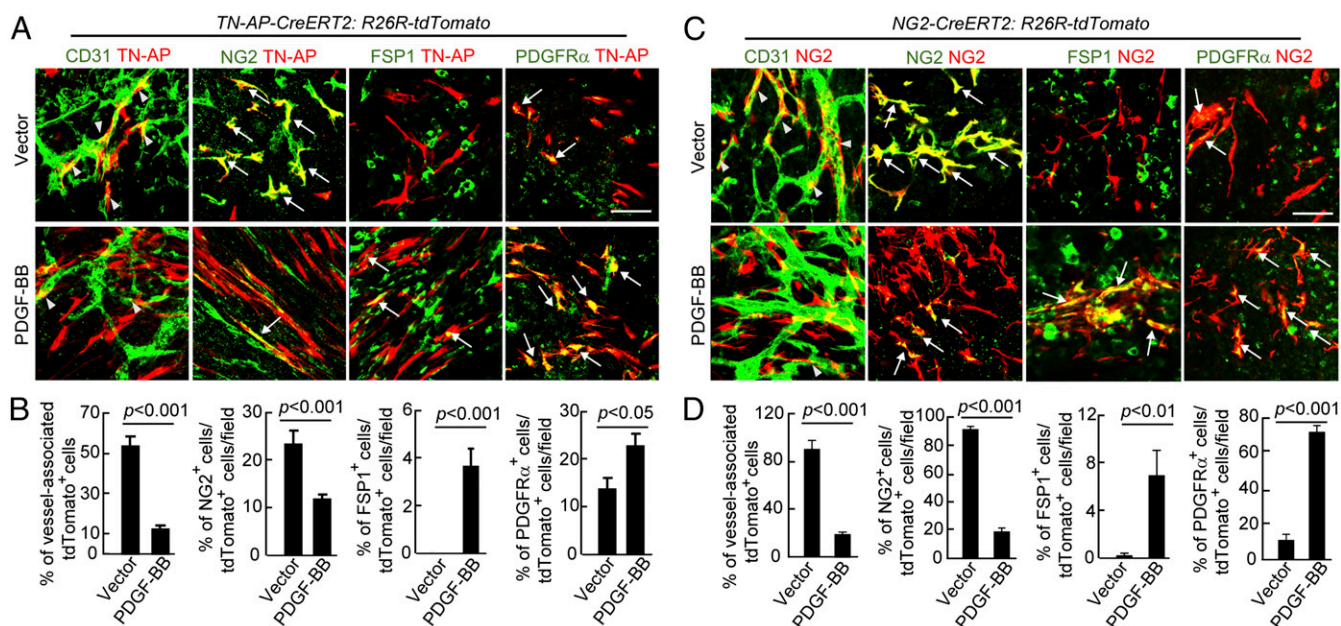 A
TN-AP-CreERT2: R26R-tdTomato
CD31 TN-AP
NG2 TN-AP
FSP1 TN-AP
PDGFRα TN-AP
Vector
PDGF-BB
B
% of vessel-associated
tdTomato⁺ cells
70
50
30
10
0
p<0.001
Vector
PDGF-BB
% of NG2⁺ cells/
tdTomato⁺ cells/field
30
20
10
0
p<0.001
Vector
PDGF-BB
% of FSP1⁺ cells/
tdTomato⁺ cells/field
6
4
2
0
p<0.001
Vector
PDGF-BB
% of PDGFRα⁺ cells/
tdTomato⁺ cells/field
30
20
10
0
p<0.05
Vector
PDGF-BB
C
NG2-CreERT2: R26R-tdTomato
CD31 NG2
NG2 NG2
FSP1 NG2
PDGFRα NG2
Vector
PDGF-BB
D
% of vessel-associated
tdTomato⁺ cells
120
80
40
0
p<0.001
Vector
PDGF-BB
% of NG2⁺ cells/
tdTomato⁺ cells/field
100
80
60
40
20
0
p<0.001
Vector
PDGF-BB
% of FSP1⁺ cells/
tdTomato⁺ cells/field
12
8
4
0
p<0.01
Vector
PDGF-BB
% of PDGFRα⁺ cells/
tdTomato⁺ cells/field
80
60
40
20
0
p<0.001
Vector
PDGF-BB